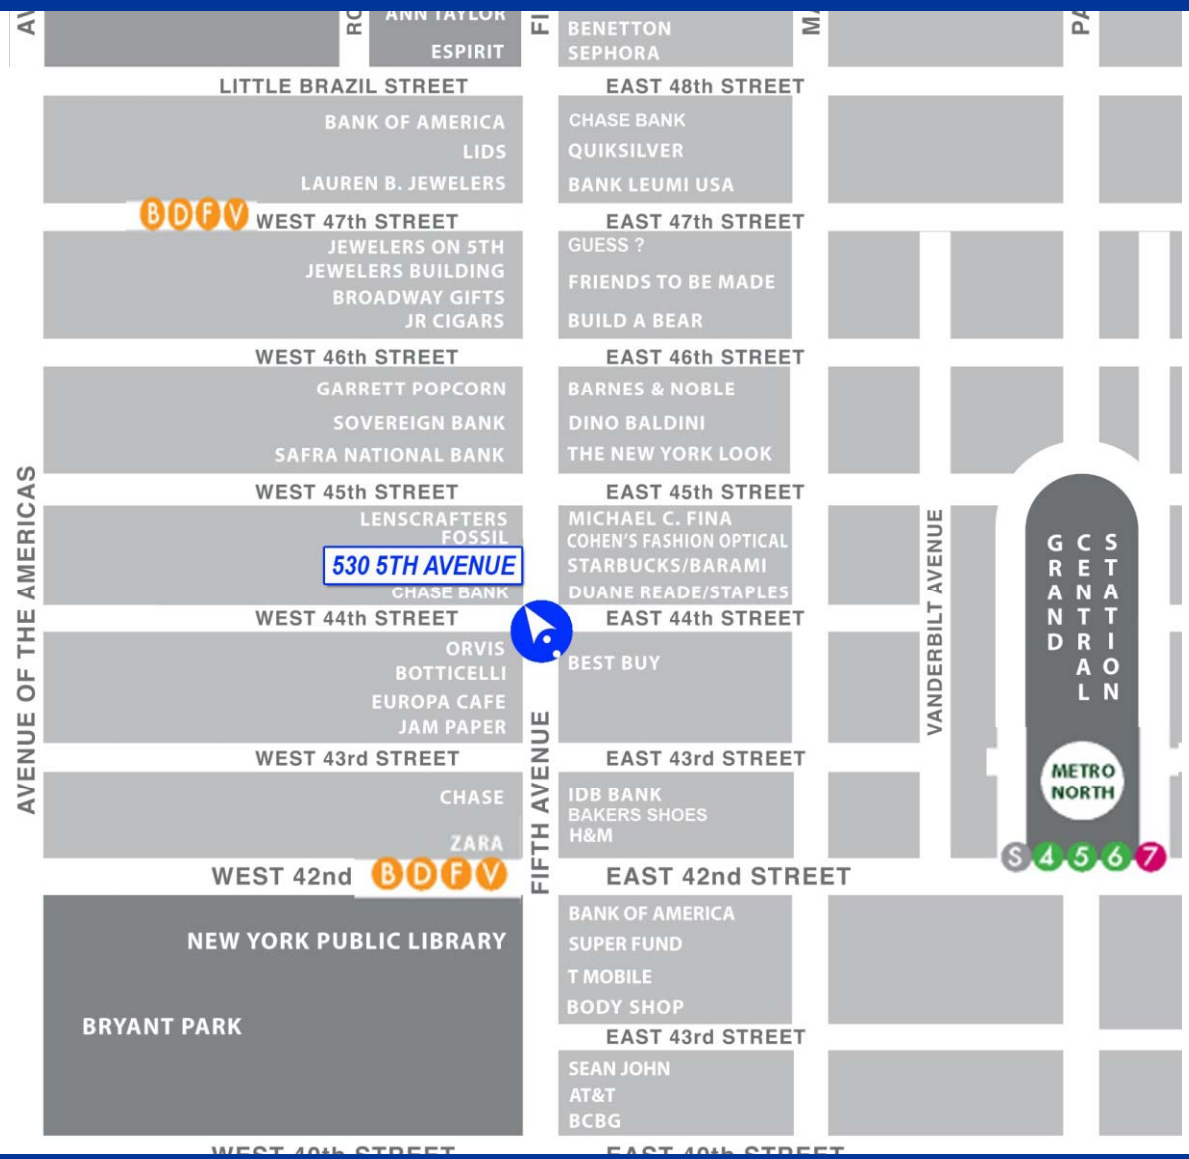 ANN TAYLOR
ESPIRIT
BENETTON
SEPHORA
LITTLE BRAZIL STREET
EAST 48th STREET
BANK OF AMERICA
LIDS
LAUREN B. JEWELERS
CHASE BANK
QUIKSILVER
BANK LEUMI USA
B D F V
WEST 47th STREET
EAST 47th STREET
JEWELERS ON 5TH
JEWELERS BUILDING
BROADWAY GIFTS
JR CIGARS
GUESS ?
FRIENDS TO BE MADE
BUILD A BEAR
WEST 46th STREET
EAST 46th STREET
GARRETT POPCORN
SOVEREIGN BANK
SAFRA NATIONAL BANK
BARNES & NOBLE
DINO BALDINI
THE NEW YORK LOOK
WEST 45th STREET
EAST 45th STREET
LENSCRAFTERS
FOSSIL
530 5TH AVENUE
CHASE BANK
MICHAEL C. FINA
COHEN'S FASHION OPTICAL
STARBUCKS/BARAMI
DUANE READE/STAPLES
WEST 44th STREET
EAST 44th STREET
ORVIS
BOTTICELLI
EUROPA CAFE
JAM PAPER
BEST BUY
WEST 43rd STREET
EAST 43rd STREET
CHASE
ZARA
IDB BANK
BAKERS SHOES
H&M
WEST 42nd
B D F V
EAST 42nd STREET
NEW YORK PUBLIC LIBRARY
BRYANT PARK
BANK OF AMERICA
SUPER FUND
T MOBILE
BODY SHOP
EAST 43rd STREET
SEAN JOHN
AT&T
BCBG
WEST 40th STREET
EAST 40th STREET
AVENUE OF THE AMERICAS
FIFTH AVENUE
VANDERBILT AVENUE
GRAND
CENTRAL
STATION
METRO
NORTH
S 4 5 6 7